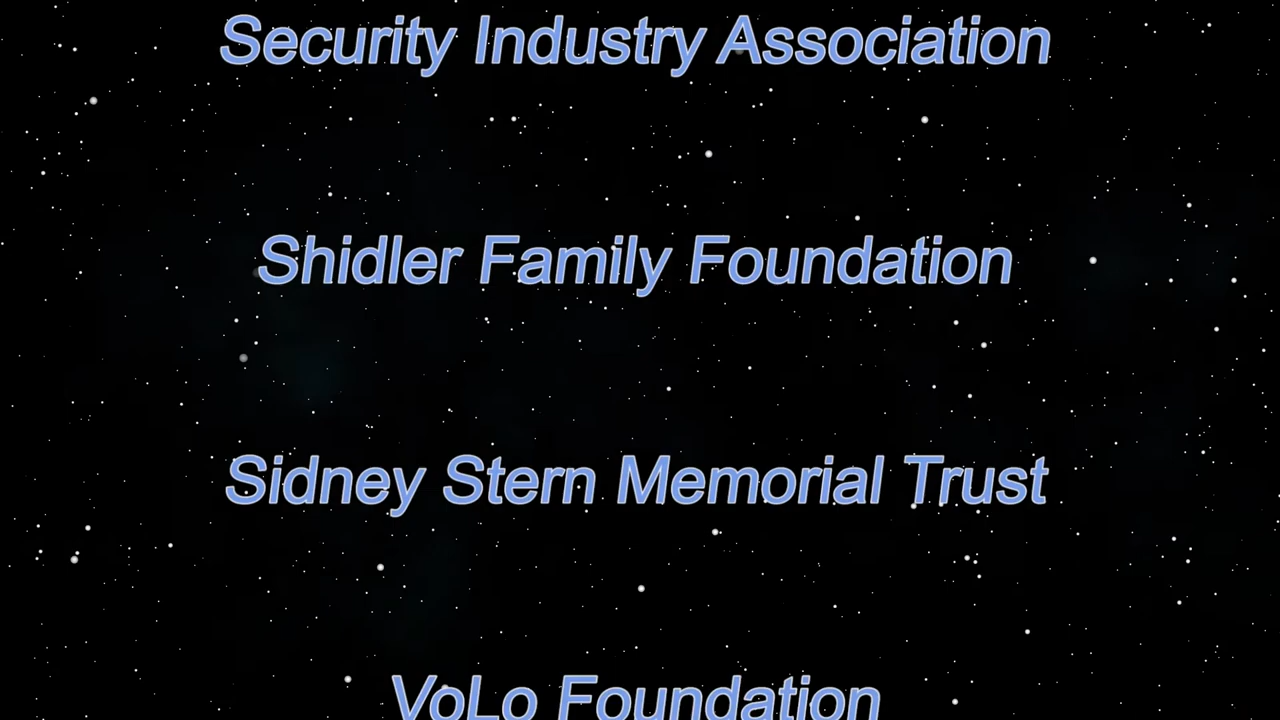 Security Industry Association
Shidler Family Foundation
Sidney Stern Memorial Trust
VoLo Foundation